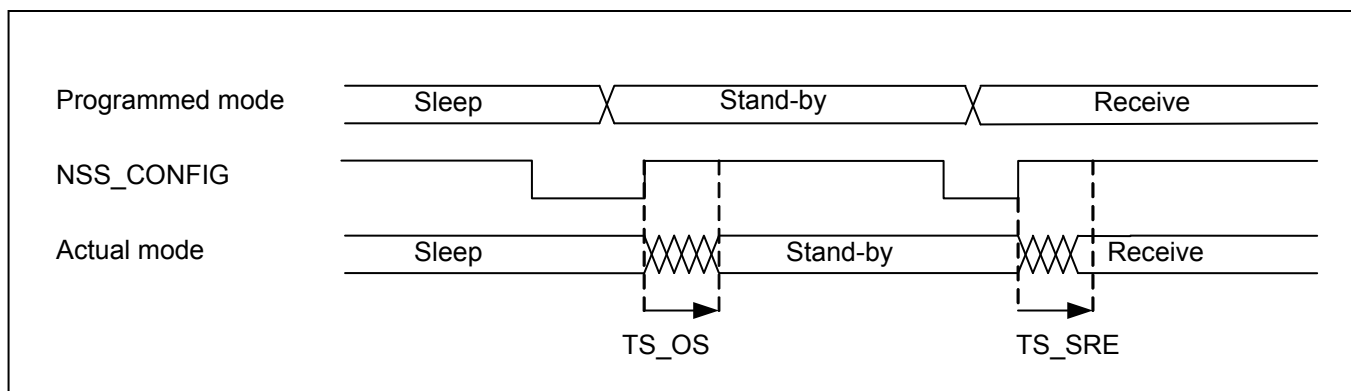 Programmed mode Sleep Stand-by Receive
NSS_CONFIG
Actual mode Sleep Stand-by Receive
TS_OS TS_SRE